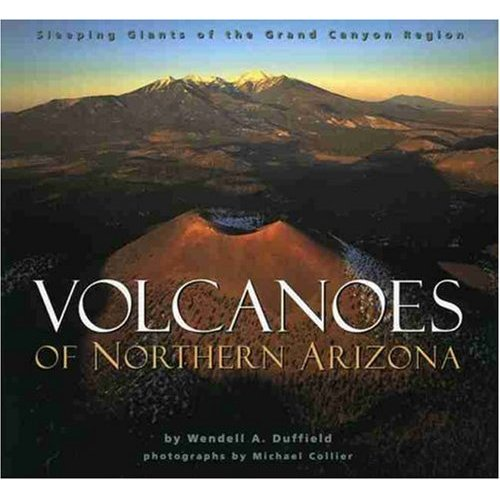 Sleeping Giants of the Grand Canyon Region
VOLCANOES
OF NORTHERN ARIZONA
by Wendell A. Duffield
photographs by Michael Collier